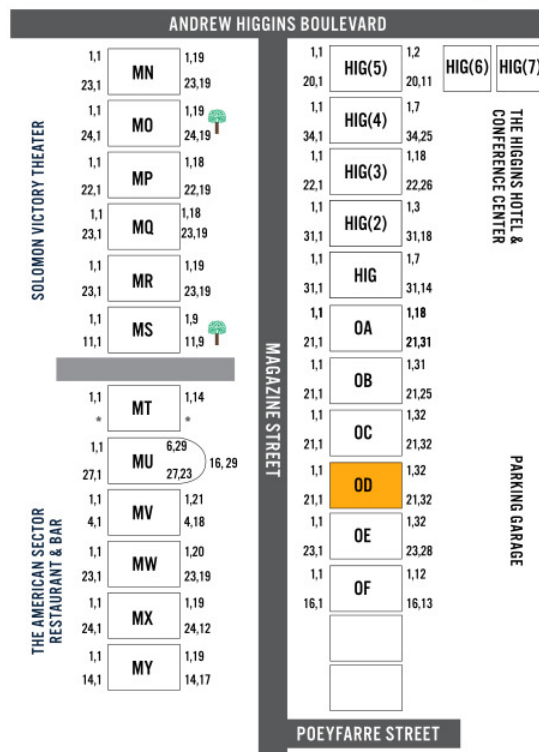 ANDREW HIGGINS BOULEVARD
SOLOMON VICTORY THEATER
1,1 MN 1,19
23,1 23,19
1,1 MO 1,19
24,1 24,19
1,1 MP 1,18
22,1 22,19
1,1 MQ 1,18
23,1 23,19
1,1 MR 1,19
23,1 23,19
1,1 MS 1,9
11,1 11,9
THE AMERICAN SECTOR
RESTAURANT & BAR
1,1 MT 1,14
* *
1,1 MU 6,29
16,29
27,1 27,23
1,1 MV 1,21
4,1 4,18
1,1 MW 1,20
23,1 23,19
1,1 MX 1,19
24,1 24,12
1,1 MY 1,19
14,1 14,17
MAGAZINE STREET
1,1 HIG(5) 1,2
20,1 20,11
HIG(6) HIG(7)
1,1 HIG(4) 1,7
34,1 34,25
1,1 HIG(3) 1,18
22,1 22,26
1,1 HIG(2) 1,3
31,1 31,18
1,1 HIG 1,7
31,1 31,14
1,1 OA 1,18
21,1 21,31
1,1 OB 1,31
21,1 21,25
1,1 OC 1,32
21,1 21,32
1,1 OD 1,32
21,1 21,32
1,1 OE 1,32
23,1 23,28
1,1 OF 1,12
16,1 16,13
THE HIGGINS HOTEL &
CONFERENCE CENTER
PARKING GARAGE
POEYFARRE STREET